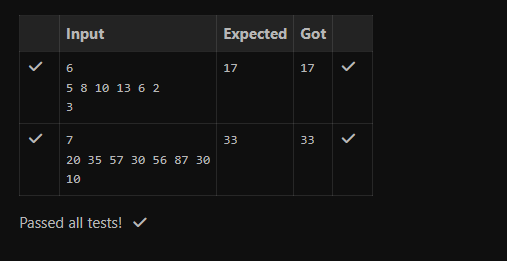 Input Expected Got
6 17 17
5 8 10 13 6 2
3
7 33 33
20 35 57 30 56 87 30
10
Passed all tests!